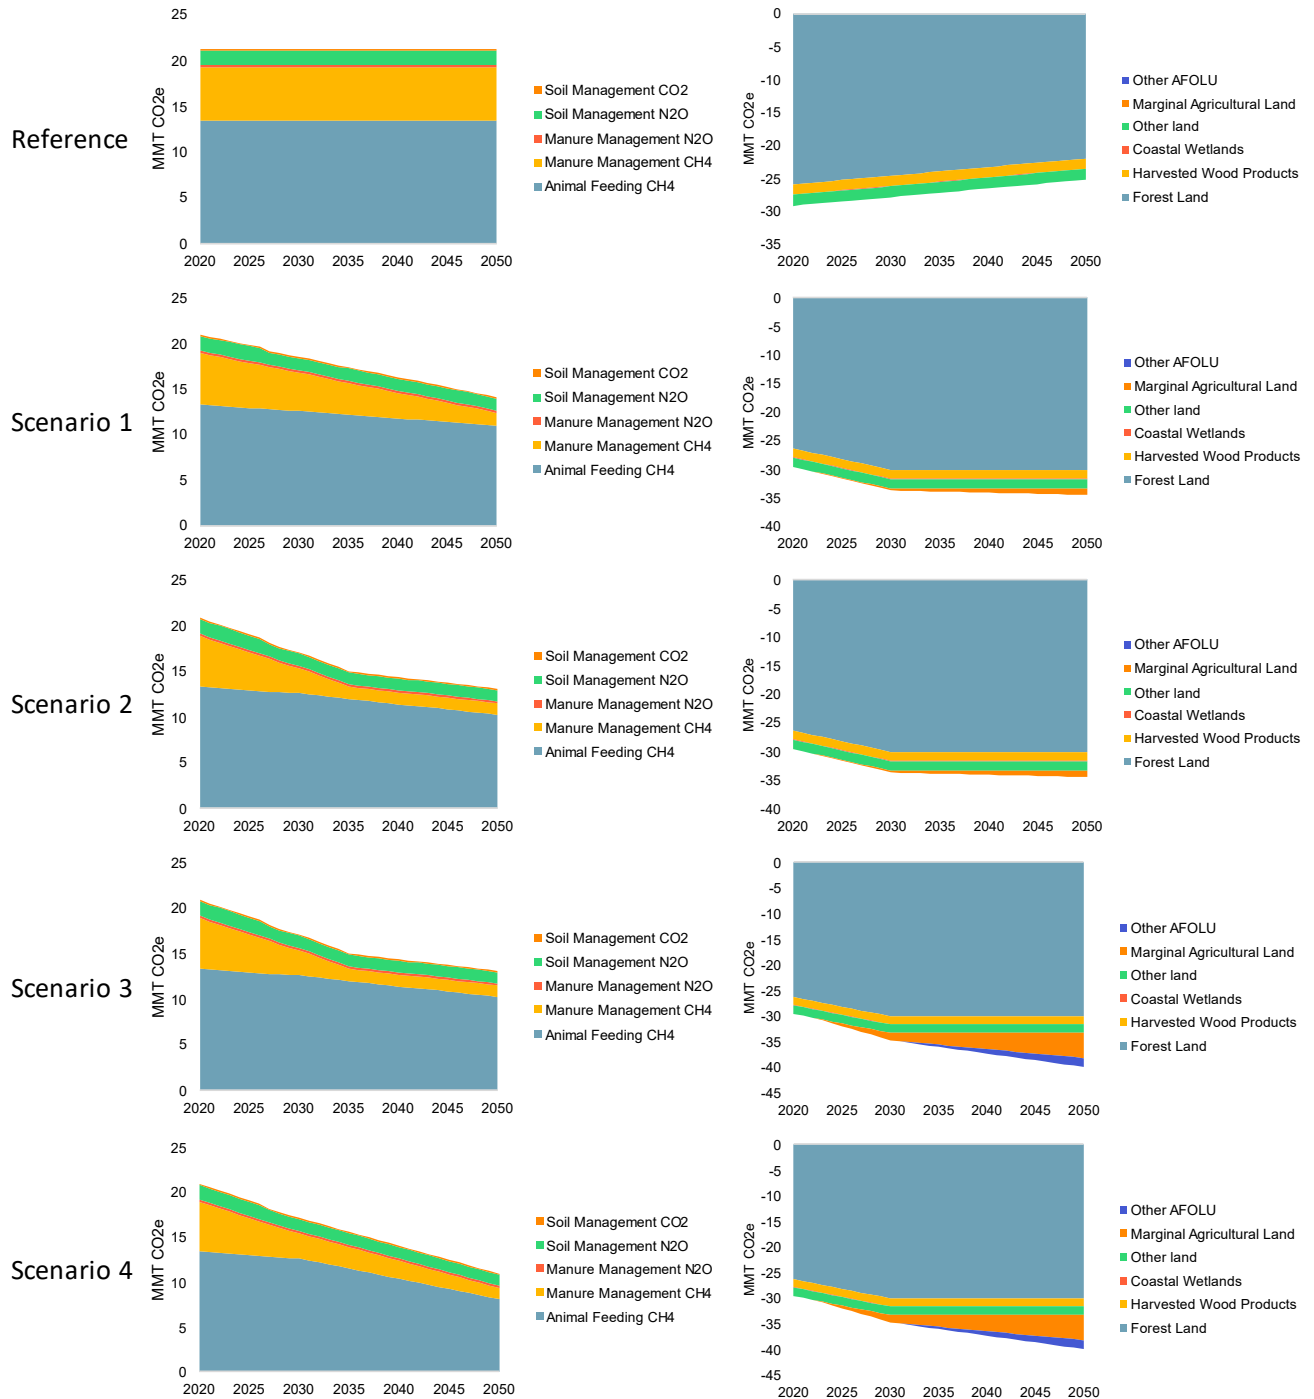 Reference
MMT CO2e
25
20
15
10
5
0
2020 2025 2030 2035 2040 2045 2050
Soil Management CO2
Soil Management N2O
Manure Management N2O
Manure Management CH4
Animal Feeding CH4
MMT CO2e
0
-5
-10
-15
-20
-25
-30
-35
2020 2025 2030 2035 2040 2045 2050
Other AFOLU
Marginal Agricultural Land
Other land
Coastal Wetlands
Harvested Wood Products
Forest Land
Scenario 1
MMT CO2e
25
20
15
10
5
0
2020 2025 2030 2035 2040 2045 2050
Soil Management CO2
Soil Management N2O
Manure Management N2O
Manure Management CH4
Animal Feeding CH4
MMT CO2e
0
-5
-10
-15
-20
-25
-30
-35
-40
2020 2025 2030 2035 2040 2045 2050
Other AFOLU
Marginal Agricultural Land
Other land
Coastal Wetlands
Harvested Wood Products
Forest Land
Scenario 2
MMT CO2e
25
20
15
10
5
0
2020 2025 2030 2035 2040 2045 2050
Soil Management CO2
Soil Management N2O
Manure Management N2O
Manure Management CH4
Animal Feeding CH4
MMT CO2e
0
-5
-10
-15
-20
-25
-30
-35
-40
2020 2025 2030 2035 2040 2045 2050
Other AFOLU
Marginal Agricultural Land
Other land
Coastal Wetlands
Harvested Wood Products
Forest Land
Scenario 3
MMT CO2e
25
20
15
10
5
0
2020 2025 2030 2035 2040 2045 2050
Soil Management CO2
Soil Management N2O
Manure Management N2O
Manure Management CH4
Animal Feeding CH4
MMT CO2e
0
-5
-10
-15
-20
-25
-30
-35
-40
-45
2020 2025 2030 2035 2040 2045 2050
Other AFOLU
Marginal Agricultural Land
Other land
Coastal Wetlands
Harvested Wood Products
Forest Land
Scenario 4
MMT CO2e
25
20
15
10
5
0
2020 2025 2030 2035 2040 2045 2050
Soil Management CO2
Soil Management N2O
Manure Management N2O
Manure Management CH4
Animal Feeding CH4
MMT CO2e
0
-5
-10
-15
-20
-25
-30
-35
-40
-45
2020 2025 2030 2035 2040 2045 2050
Other AFOLU
Marginal Agricultural Land
Other land
Coastal Wetlands
Harvested Wood Products
Forest Land